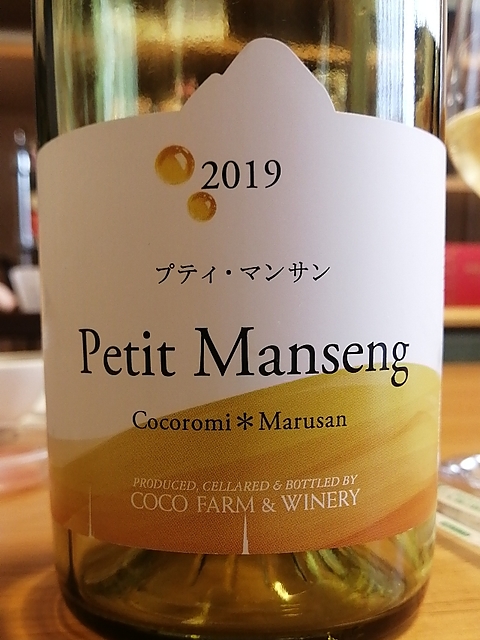 2019
プティ・マンサン
Petit Manseng
Cocoromi＊Marusan
PRODUCED, CELLARED & BOTTLED BY
COCO FARM & WINERY